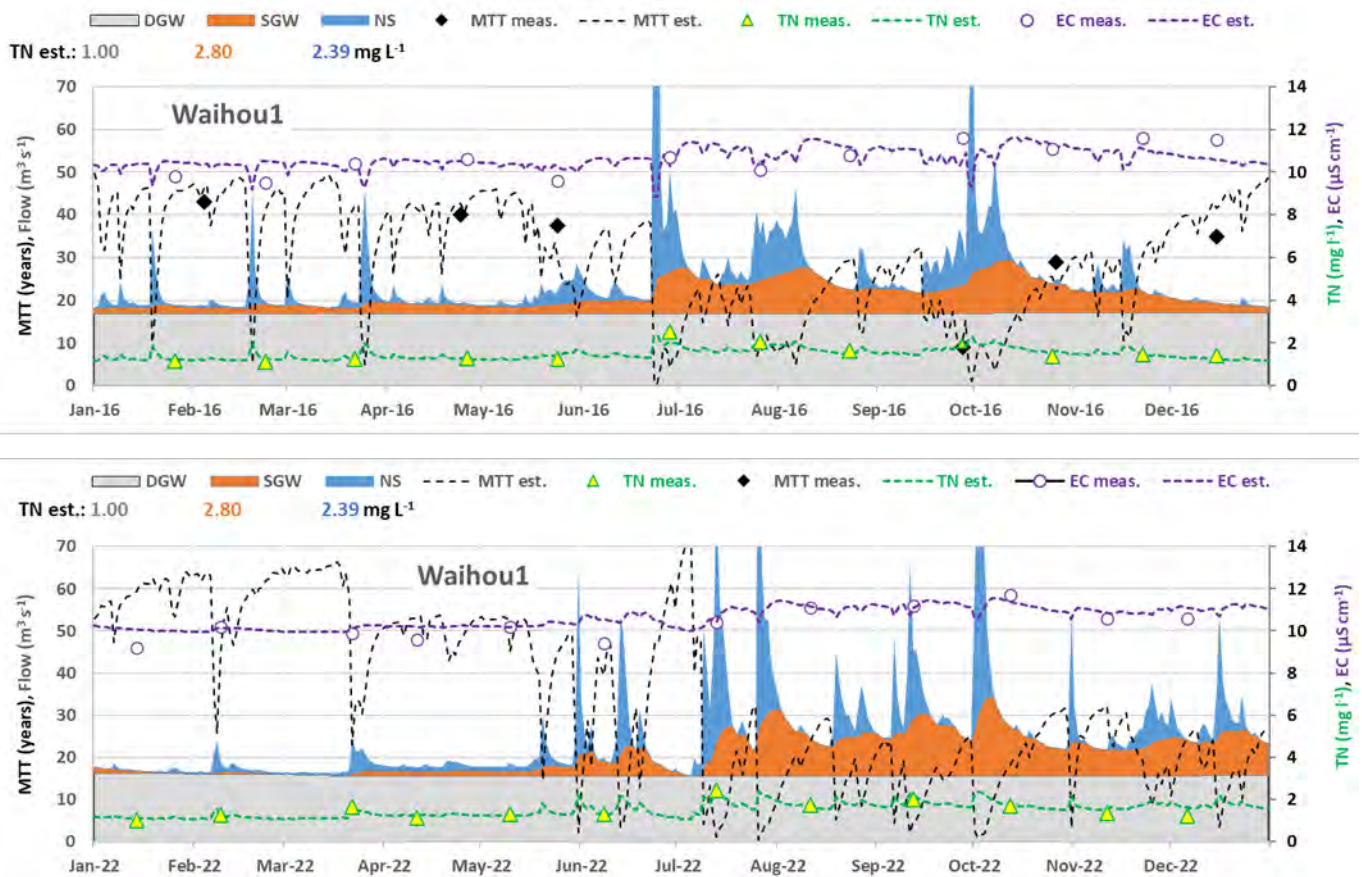 DGW SGW NS MTT meas. MTT est. TN meas. TN est. EC meas. EC est.
TN est.: 1.00 2.80 2.39 mg L⁻¹
Waihou1
MTT (years), Flow (m³ s⁻¹)
70
60
50
40
30
20
10
0
14
12
10
8
6
4
2
0
TN (mg l⁻¹), EC (µS cm⁻¹)
Jan-16 Feb-16 Mar-16 Apr-16 May-16 Jun-16 Jul-16 Aug-16 Sep-16 Oct-16 Nov-16 Dec-16
DGW SGW NS MTT est. TN meas. MTT meas. TN est. EC meas. EC est.
TN est.: 1.00 2.80 2.39 mg L⁻¹
Waihou1
MTT (years), Flow (m³ s⁻¹)
70
60
50
40
30
20
10
0
14
12
10
8
6
4
2
0
TN (mg l⁻¹), EC (µS cm⁻¹)
Jan-22 Feb-22 Mar-22 Apr-22 May-22 Jun-22 Jul-22 Aug-22 Sep-22 Oct-22 Nov-22 Dec-22